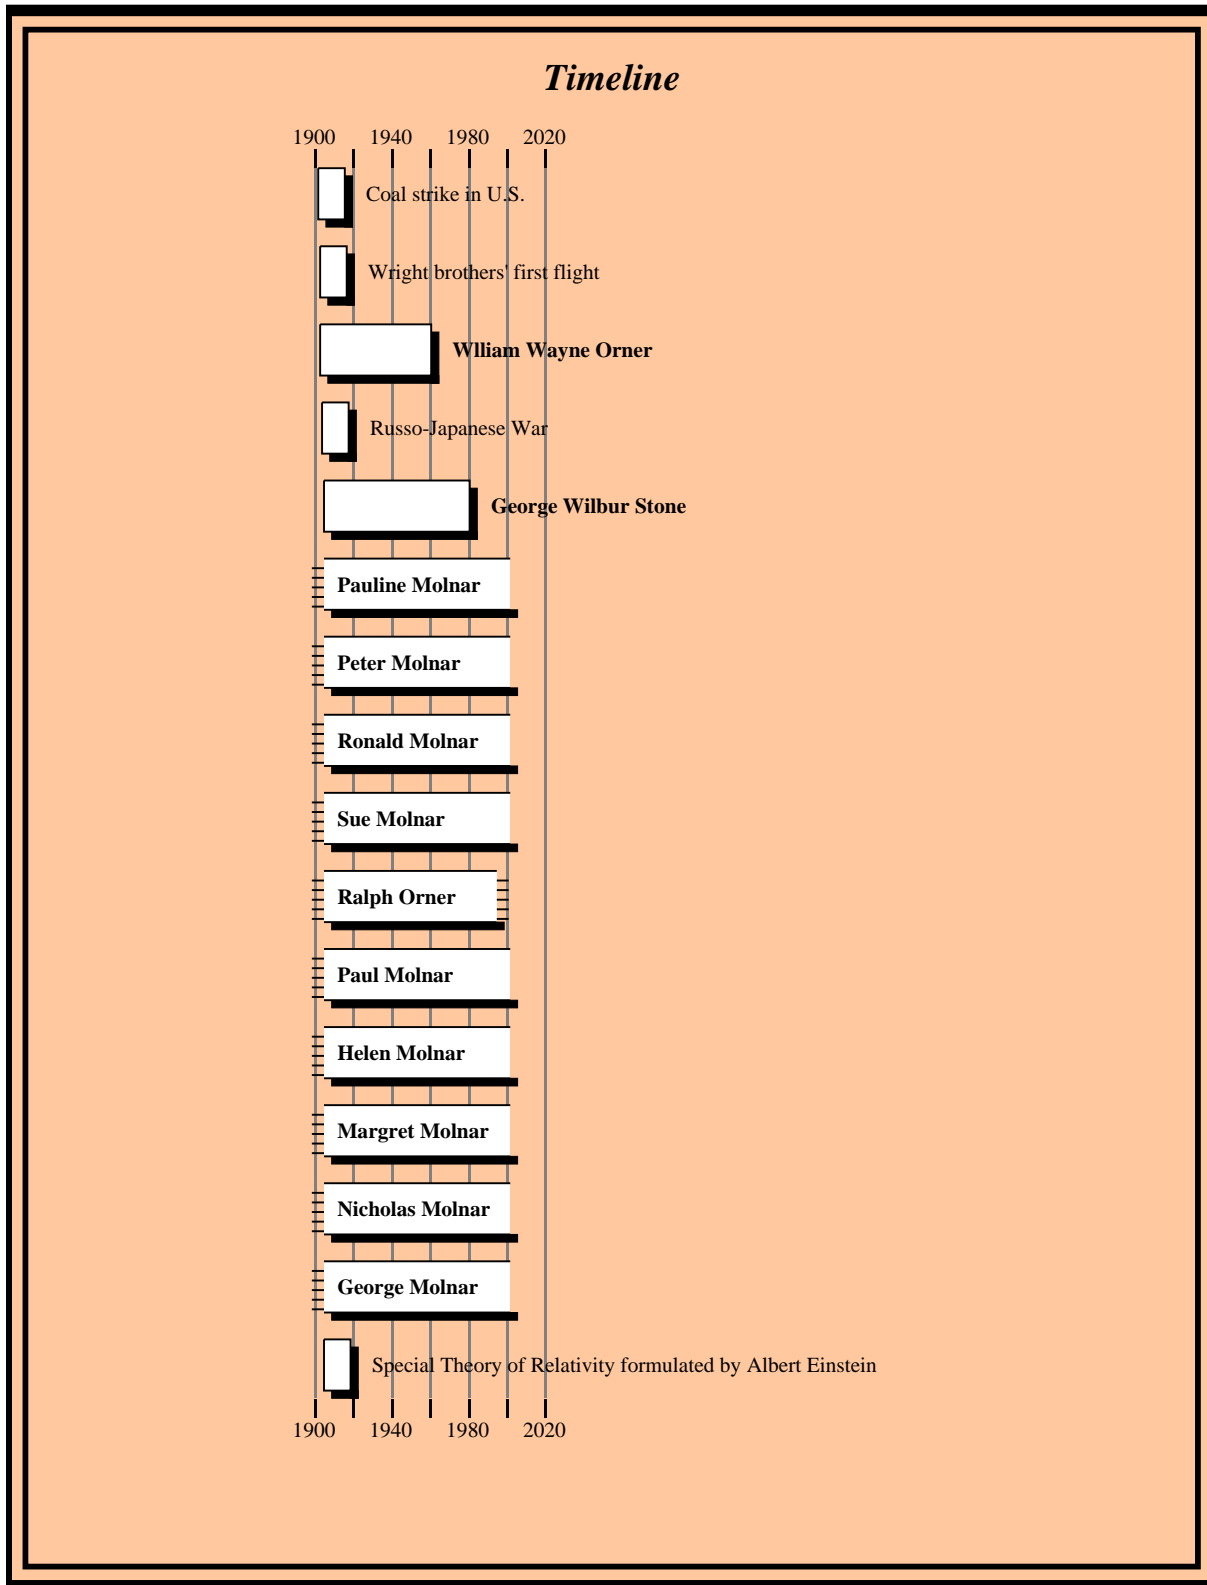 Timeline
1900 1940 1980 2020
Coal strike in U.S.
Wright brothers' first flight
Wlliam Wayne Orner
Russo-Japanese War
George Wilbur Stone
Pauline Molnar
Peter Molnar
Ronald Molnar
Sue Molnar
Ralph Orner
Paul Molnar
Helen Molnar
Margret Molnar
Nicholas Molnar
George Molnar
Special Theory of Relativity formulated by Albert Einstein
1900 1940 1980 2020